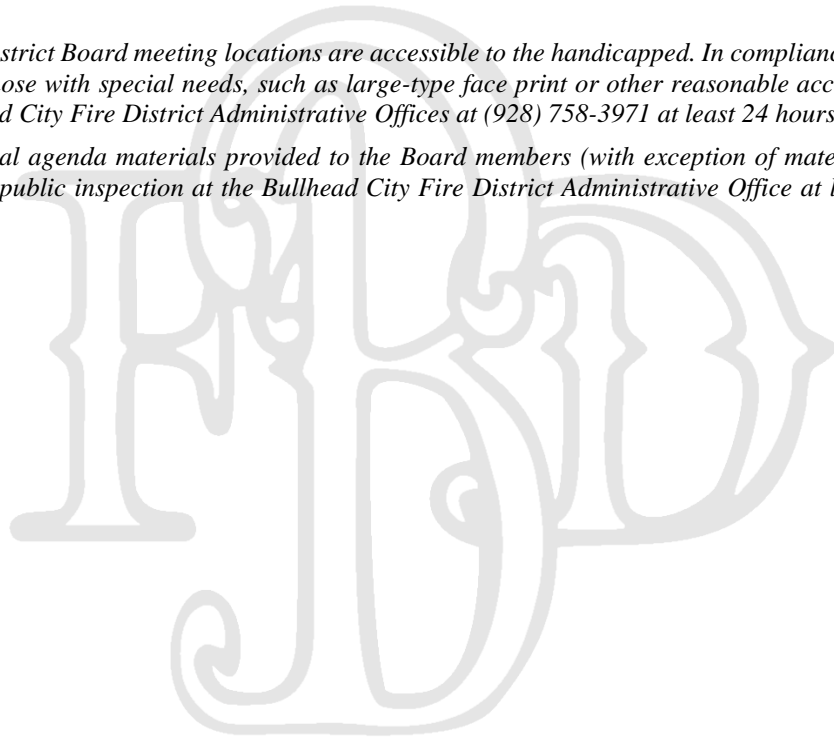 strict Board meeting locations are accessible to the handicapped. In complianc
hose with special needs, such as large-type face print or other reasonable acc
d City Fire District Administrative Offices at (928) 758-3971 at least 24 hours
al agenda materials provided to the Board members (with exception of mate
public inspection at the Bullhead City Fire District Administrative Office at l
FBD